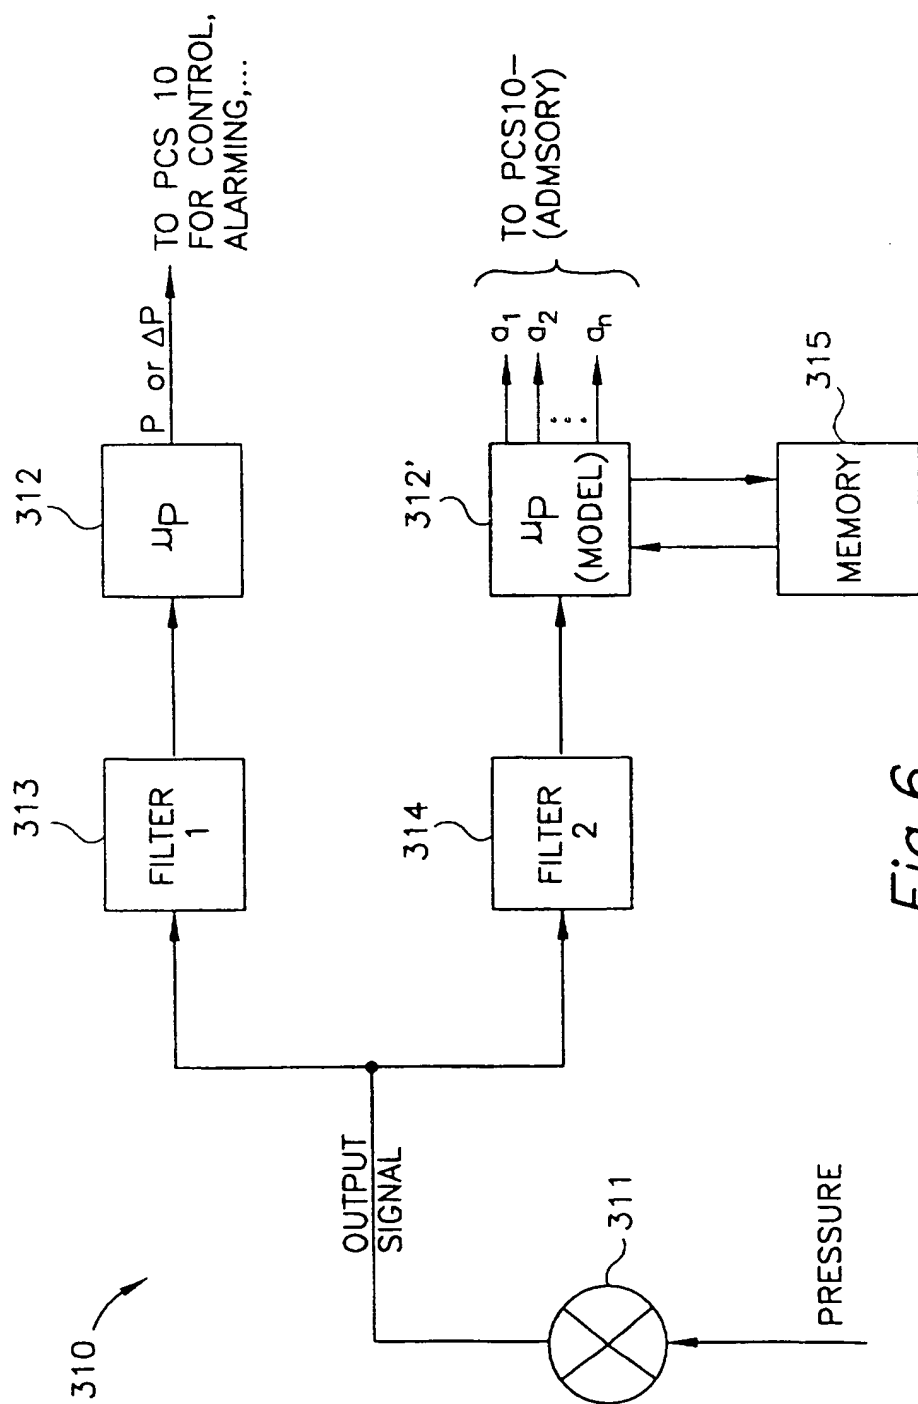 310
PRESSURE
311
OUTPUT
SIGNAL
313
FILTER
1
312
µP
P or ΔP
TO PCS 10
FOR CONTROL,
ALARMING,...
314
FILTER
2
312'
µP
(MODEL)
a1
a2
...
an
TO PCS10-
(ADMSORY)
315
MEMORY
Fig. 6